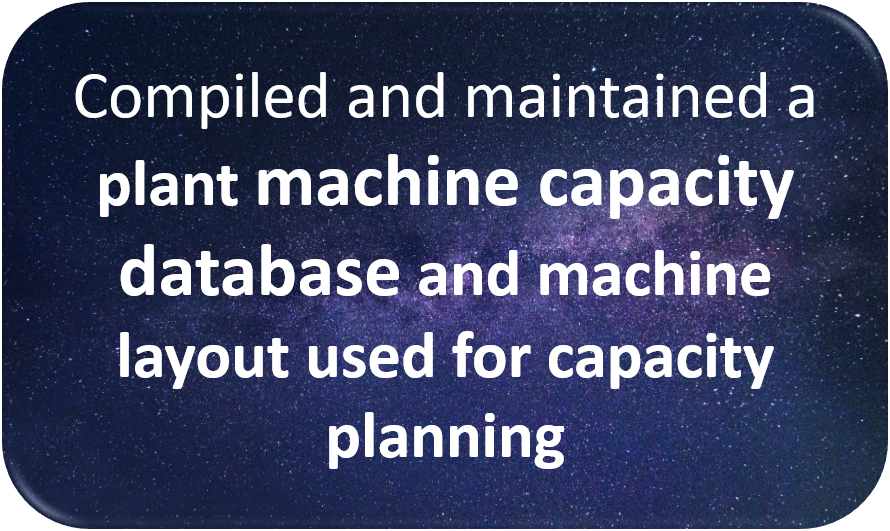 Compiled and maintained a
plant machine capacity
database and machine
layout used for capacity
planning